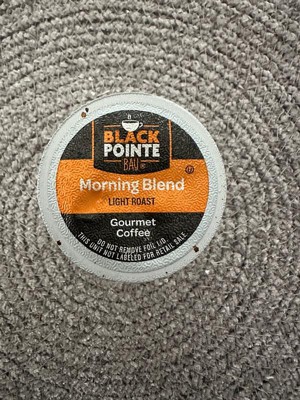 BLACK
POINTE
BAY®
Morning Blend
LIGHT ROAST
Gourmet
Coffee
DO NOT REMOVE FOIL LID.
THIS UNIT NOT LABELED FOR RETAIL SALE